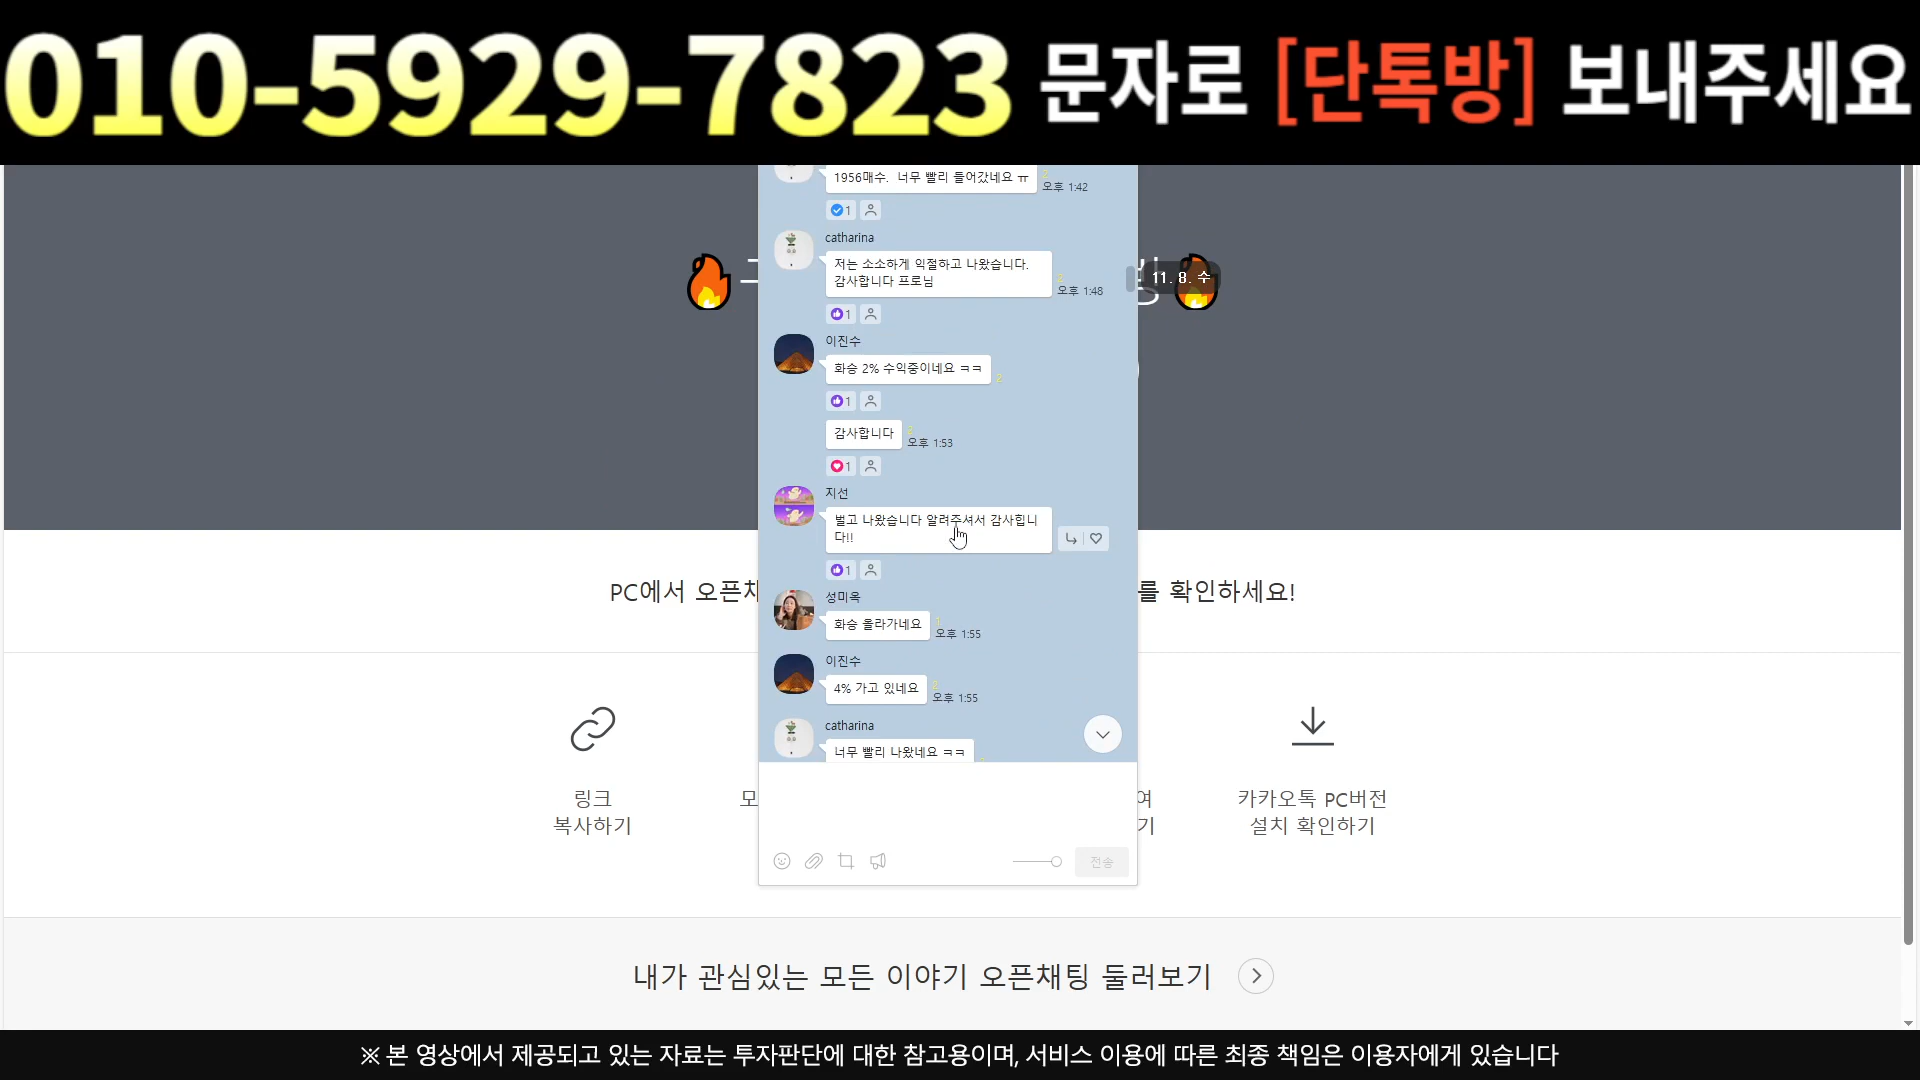 010-5929-7823 문자로 [단톡방] 보내주세요
1956매수. 너무 빨리 들어갔네요 ㅠ
2
오후 1:42
1
catharina
저는 소소하게 익절하고 나왔습니다.
감사합니다 프로님
2
오후 1:48
11. 8. 수
1
이진수
화승 2% 수익중이네요 ㅋㅋ
2
1
감사합니다
2
오후 1:53
1
지선
벌고 나왔습니다 알려주셔서 감사힙니
다!!
1
PC에서 오픈채
를 확인하세요!
성미옥
화승 올라가네요
오후 1:55
이진수
4% 가고 있네요
2
오후 1:55
catharina
너무 빨리 나왔네요 ㅋㅋ
링크
복사하기
모
여
기
카카오톡 PC버전
설치 확인하기
전송
내가 관심있는 모든 이야기 오픈채팅 둘러보기
※ 본 영상에서 제공되고 있는 자료는 투자판단에 대한 참고용이며, 서비스 이용에 따른 최종 책임은 이용자에게 있습니다